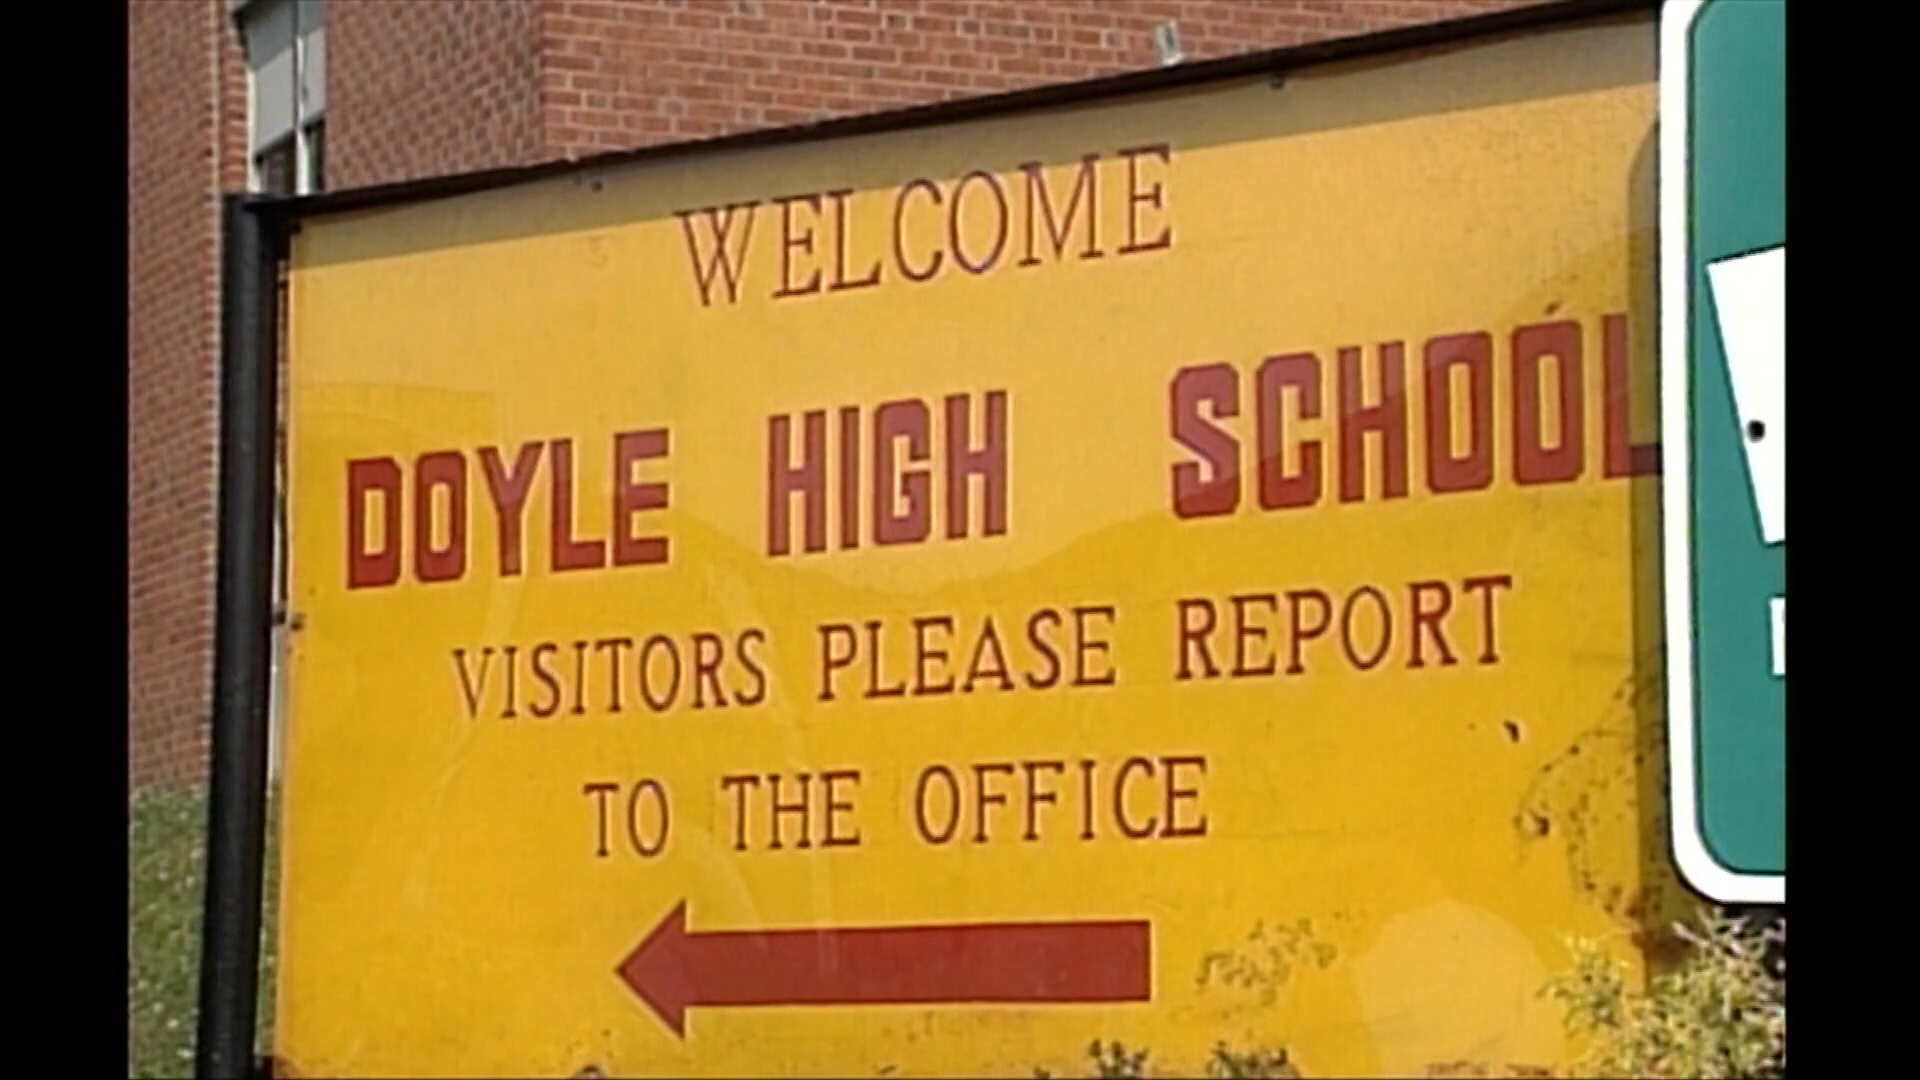 WELCOME
DOYLE HIGH SCHOOL
VISITORS PLEASE REPORT
TO THE OFFICE